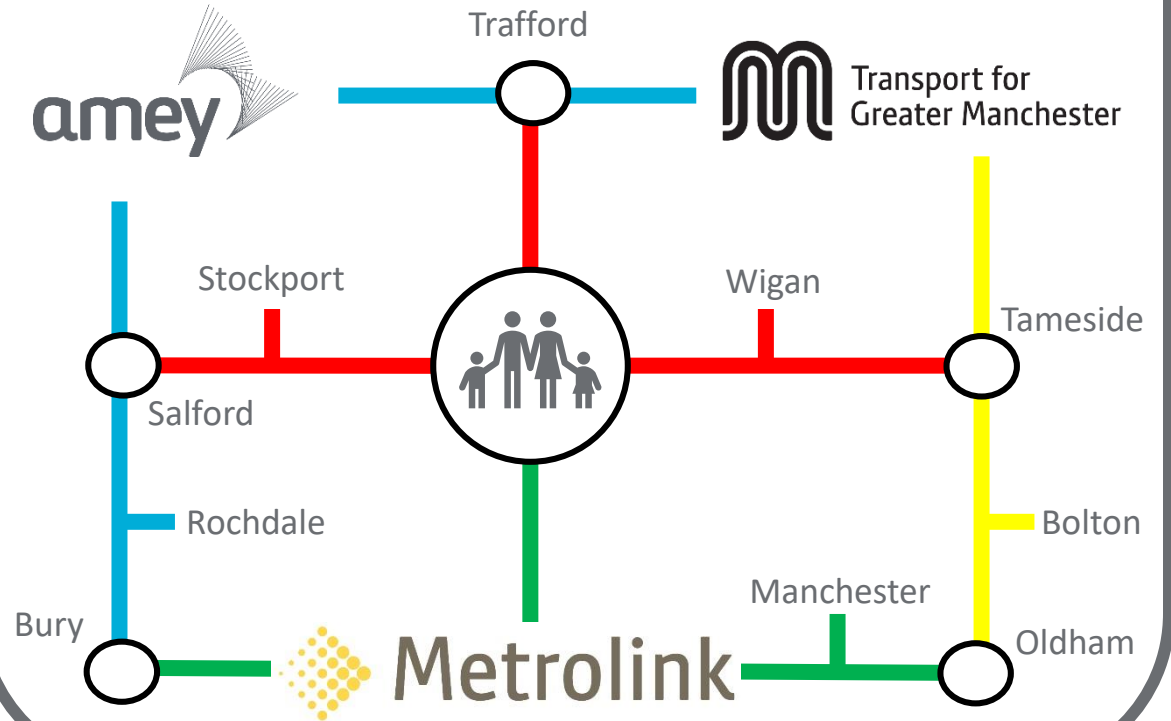 Trafford
amey
Transport for
Greater Manchester
Stockport
Wigan
Tameside
Salford
Rochdale
Bolton
Manchester
Bury
Oldham
Metrolink